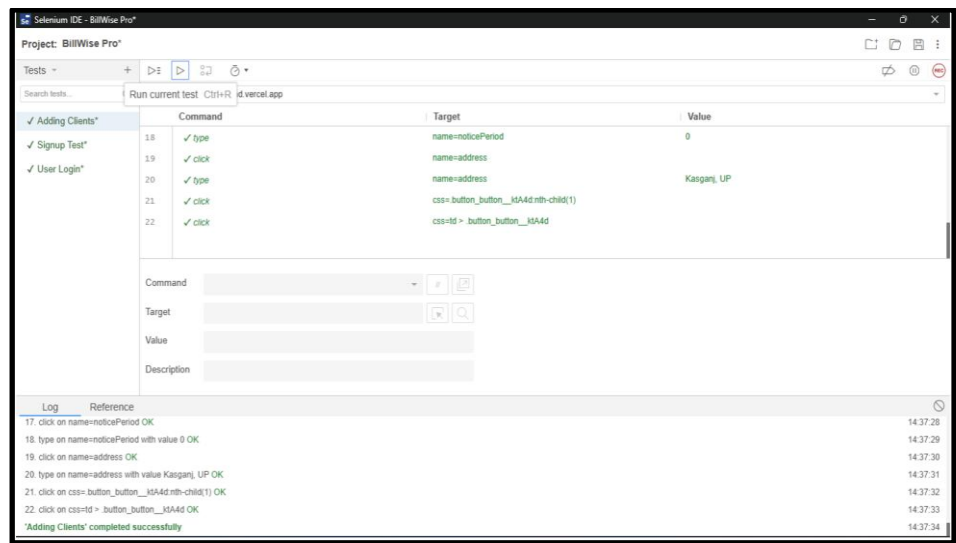 Selenium IDE - BillWise Pro*
Project: BillWise Pro*
Tests
Search tests...
Run current test Ctrl+R
d.vercel.app
Command Target Value
✓ Adding Clients*
✓ Signup Test*
✓ User Login*
18 ✓ type name=noticePeriod 0
19 ✓ click name=address
20 ✓ type name=address Kasganj, UP
21 ✓ click css=.button_button__ktA4d:nth-child(1)
22 ✓ click css=td > .button_button__ktA4d
Command
Target
Value
Description
Log Reference
17. click on name=noticePeriod OK 14:37:28
18. type on name=noticePeriod with value 0 OK 14:37:29
19. click on name=address OK 14:37:30
20. type on name=address with value Kasganj, UP OK 14:37:31
21. click on css=.button_button__ktA4d:nth-child(1) OK 14:37:32
22. click on css=td > .button_button__ktA4d OK 14:37:33
'Adding Clients' completed successfully 14:37:34